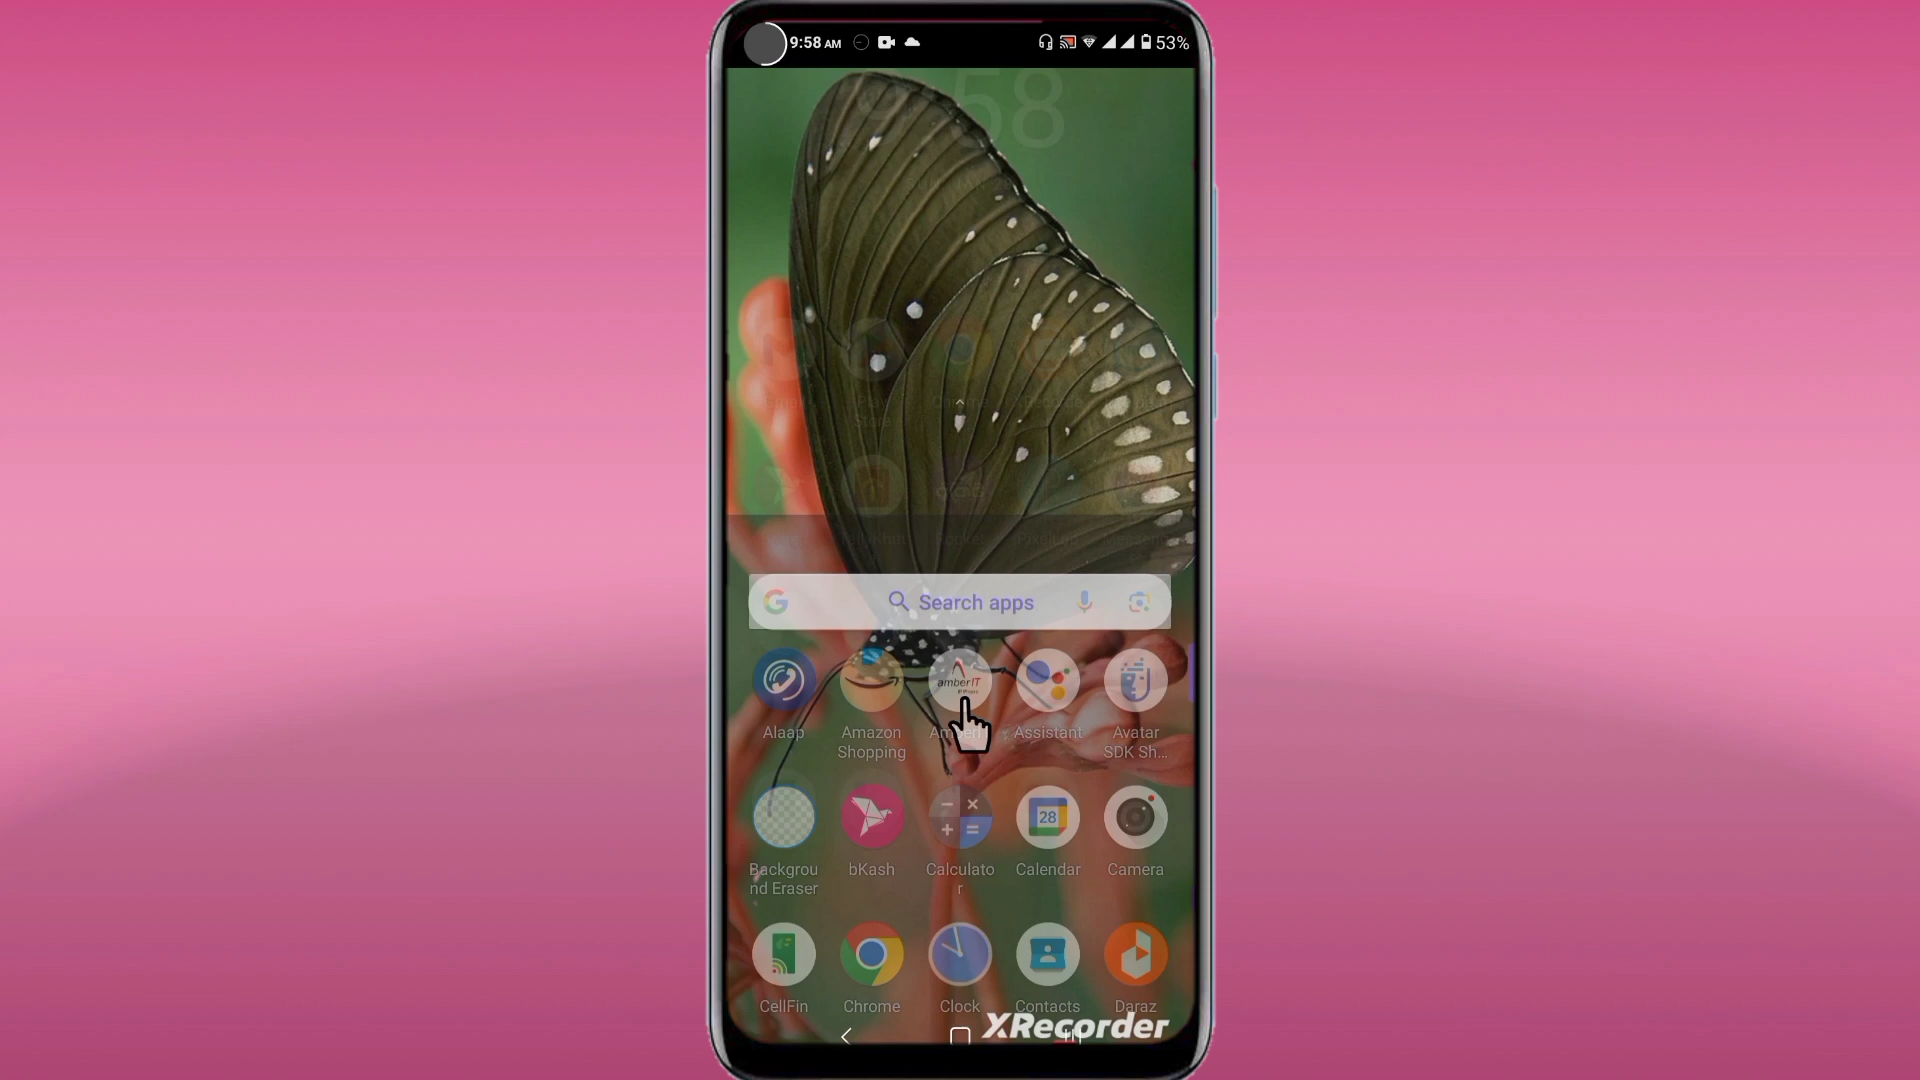 9:58 AM 53%
58
Search apps
amberIT
Alaap
Amazon
Shopping
Assistant
Avatar
SDK Sh...
28
Backgrou
nd Eraser
bKash
Calculato
r
Calendar
Camera
CellFin
Chrome
Clock
Contacts
Daraz
XRecorder